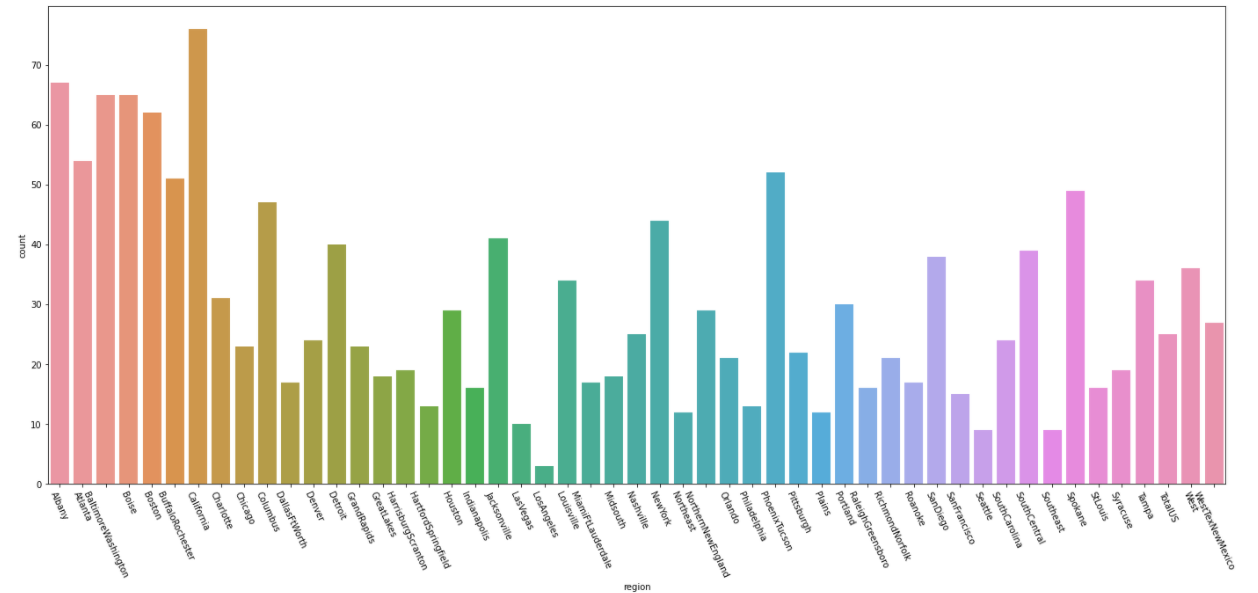 count
70
60
50
40
30
20
10
0
Albany
Atlanta
BaltimoreWashington
Boise
Boston
BuffaloRochester
California
Charlotte
Chicago
Columbus
DallasFtWorth
Denver
Detroit
GrandRapids
GreatLakes
HarrisburgScranton
HartfordSpringfield
Houston
Indianapolis
Jacksonville
LasVegas
LosAngeles
Louisville
MiamiFtLauderdale
Midsouth
Nashville
NewYork
Northeast
NorthernNewEngland
Orlando
Philadelphia
PhoenixTucson
Pittsburgh
Plains
Portland
RaleighGreensboro
RichmondNorfolk
Roanoke
SanDiego
SanFrancisco
Seattle
SouthCarolina
SouthCentral
Southeast
Spokane
StLouis
Syracuse
Tampa
TotalUS
West
WestTexNewMexico
region